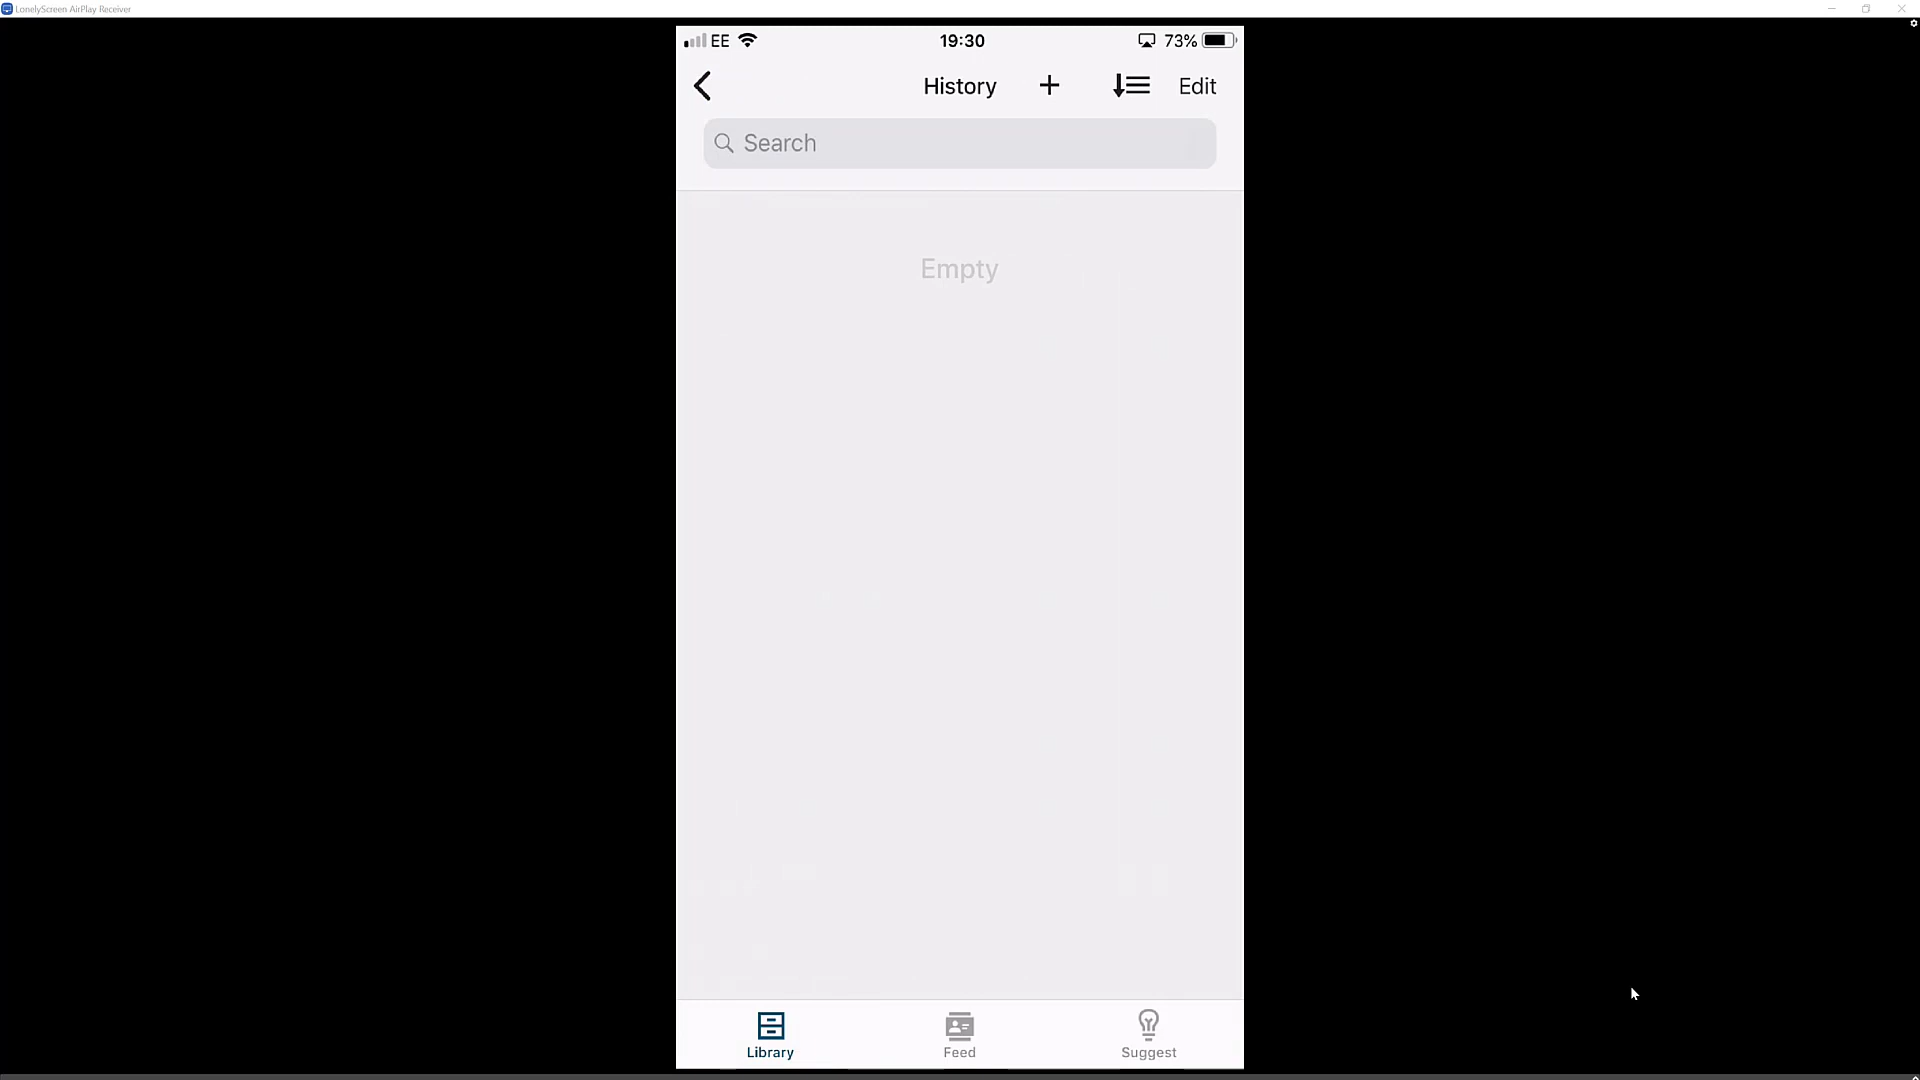 LonelyScreen AirPlay Receiver
EE 19:30 73%
History + Edit
Search
Empty
Library Feed Suggest